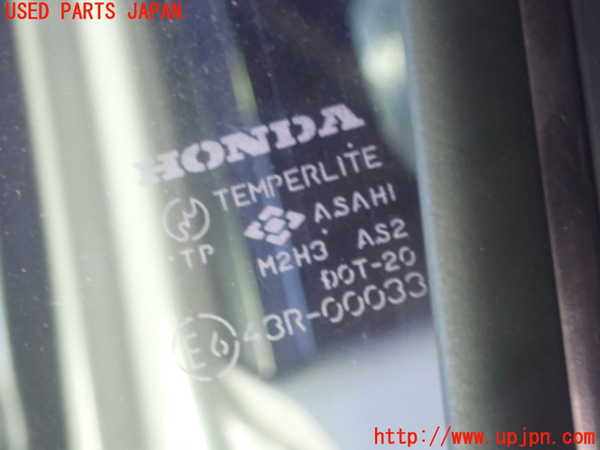 USED PARTS JAPAN
HONDA
TEMPERLITE
TP
ASAHI
M2H3 AS2
DOT-20
E6 43R-00033
http://www.upjpn.com/